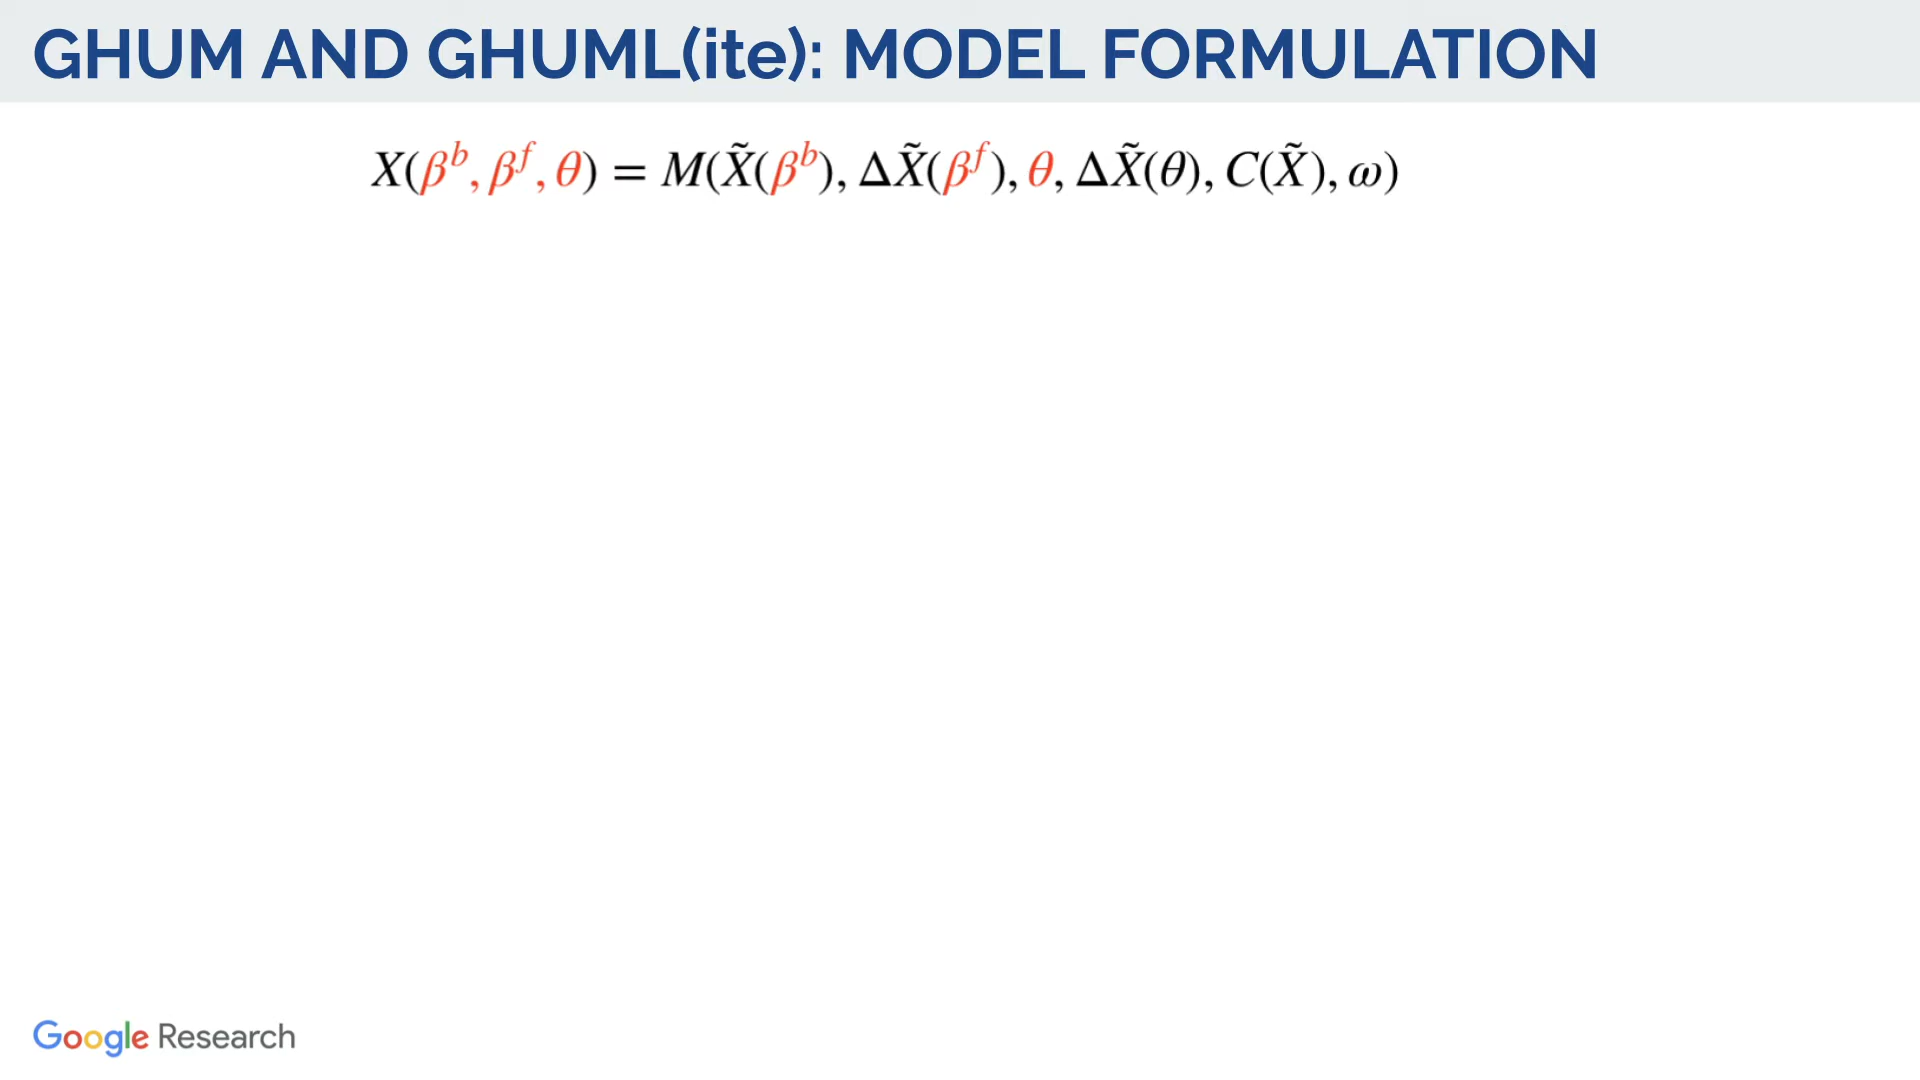 GHUM AND GHUML(ite): MODEL FORMULATION
X(β^b, β^f, θ) = M(X̃(β^b), ΔX̃(β^f), θ, ΔX̃(θ), C(X̃), ω)
Google Research